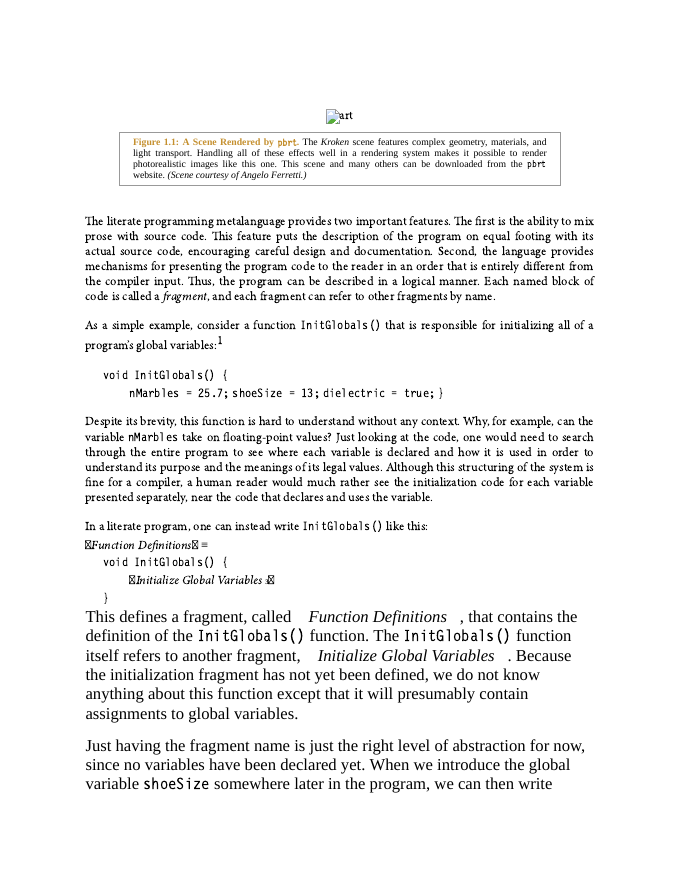 art
Figure 1.1: A Scene Rendered by pbrt. The Kroken scene features complex geometry, materials, and
light transport. Handling all of these effects well in a rendering system makes it possible to render
photorealistic images like this one. This scene and many others can be downloaded from the pbrt
website. (Scene courtesy of Angelo Ferretti.)
The literate programming metalanguage provides two important features. The first is the ability to mix
prose with source code. This feature puts the description of the program on equal footing with its
actual source code, encouraging careful design and documentation. Second, the language provides
mechanisms for presenting the program code to the reader in an order that is entirely different from
the compiler input. Thus, the program can be described in a logical manner. Each named block of
code is called a fragment, and each fragment can refer to other fragments by name.
As a simple example, consider a function InitGlobals() that is responsible for initializing all of a
program's global variables:1
void InitGlobals() {
nMarbles = 25.7; shoeSize = 13; dielectric = true; }
Despite its brevity, this function is hard to understand without any context. Why, for example, can the
variable nMarbles take on floating-point values? Just looking at the code, one would need to search
through the entire program to see where each variable is declared and how it is used in order to
understand its purpose and the meanings of its legal values. Although this structuring of the system is
fine for a compiler, a human reader would much rather see the initialization code for each variable
presented separately, near the code that declares and uses the variable.
In a literate program, one can instead write InitGlobals() like this:
Function Definitions =
void InitGlobals() {
Initialize Global Variables
}
This defines a fragment, called Function Definitions , that contains the
definition of the InitGlobals() function. The InitGlobals() function
itself refers to another fragment, Initialize Global Variables . Because
the initialization fragment has not yet been defined, we do not know
anything about this function except that it will presumably contain
assignments to global variables.
Just having the fragment name is just the right level of abstraction for now,
since no variables have been declared yet. When we introduce the global
variable shoeSize somewhere later in the program, we can then write